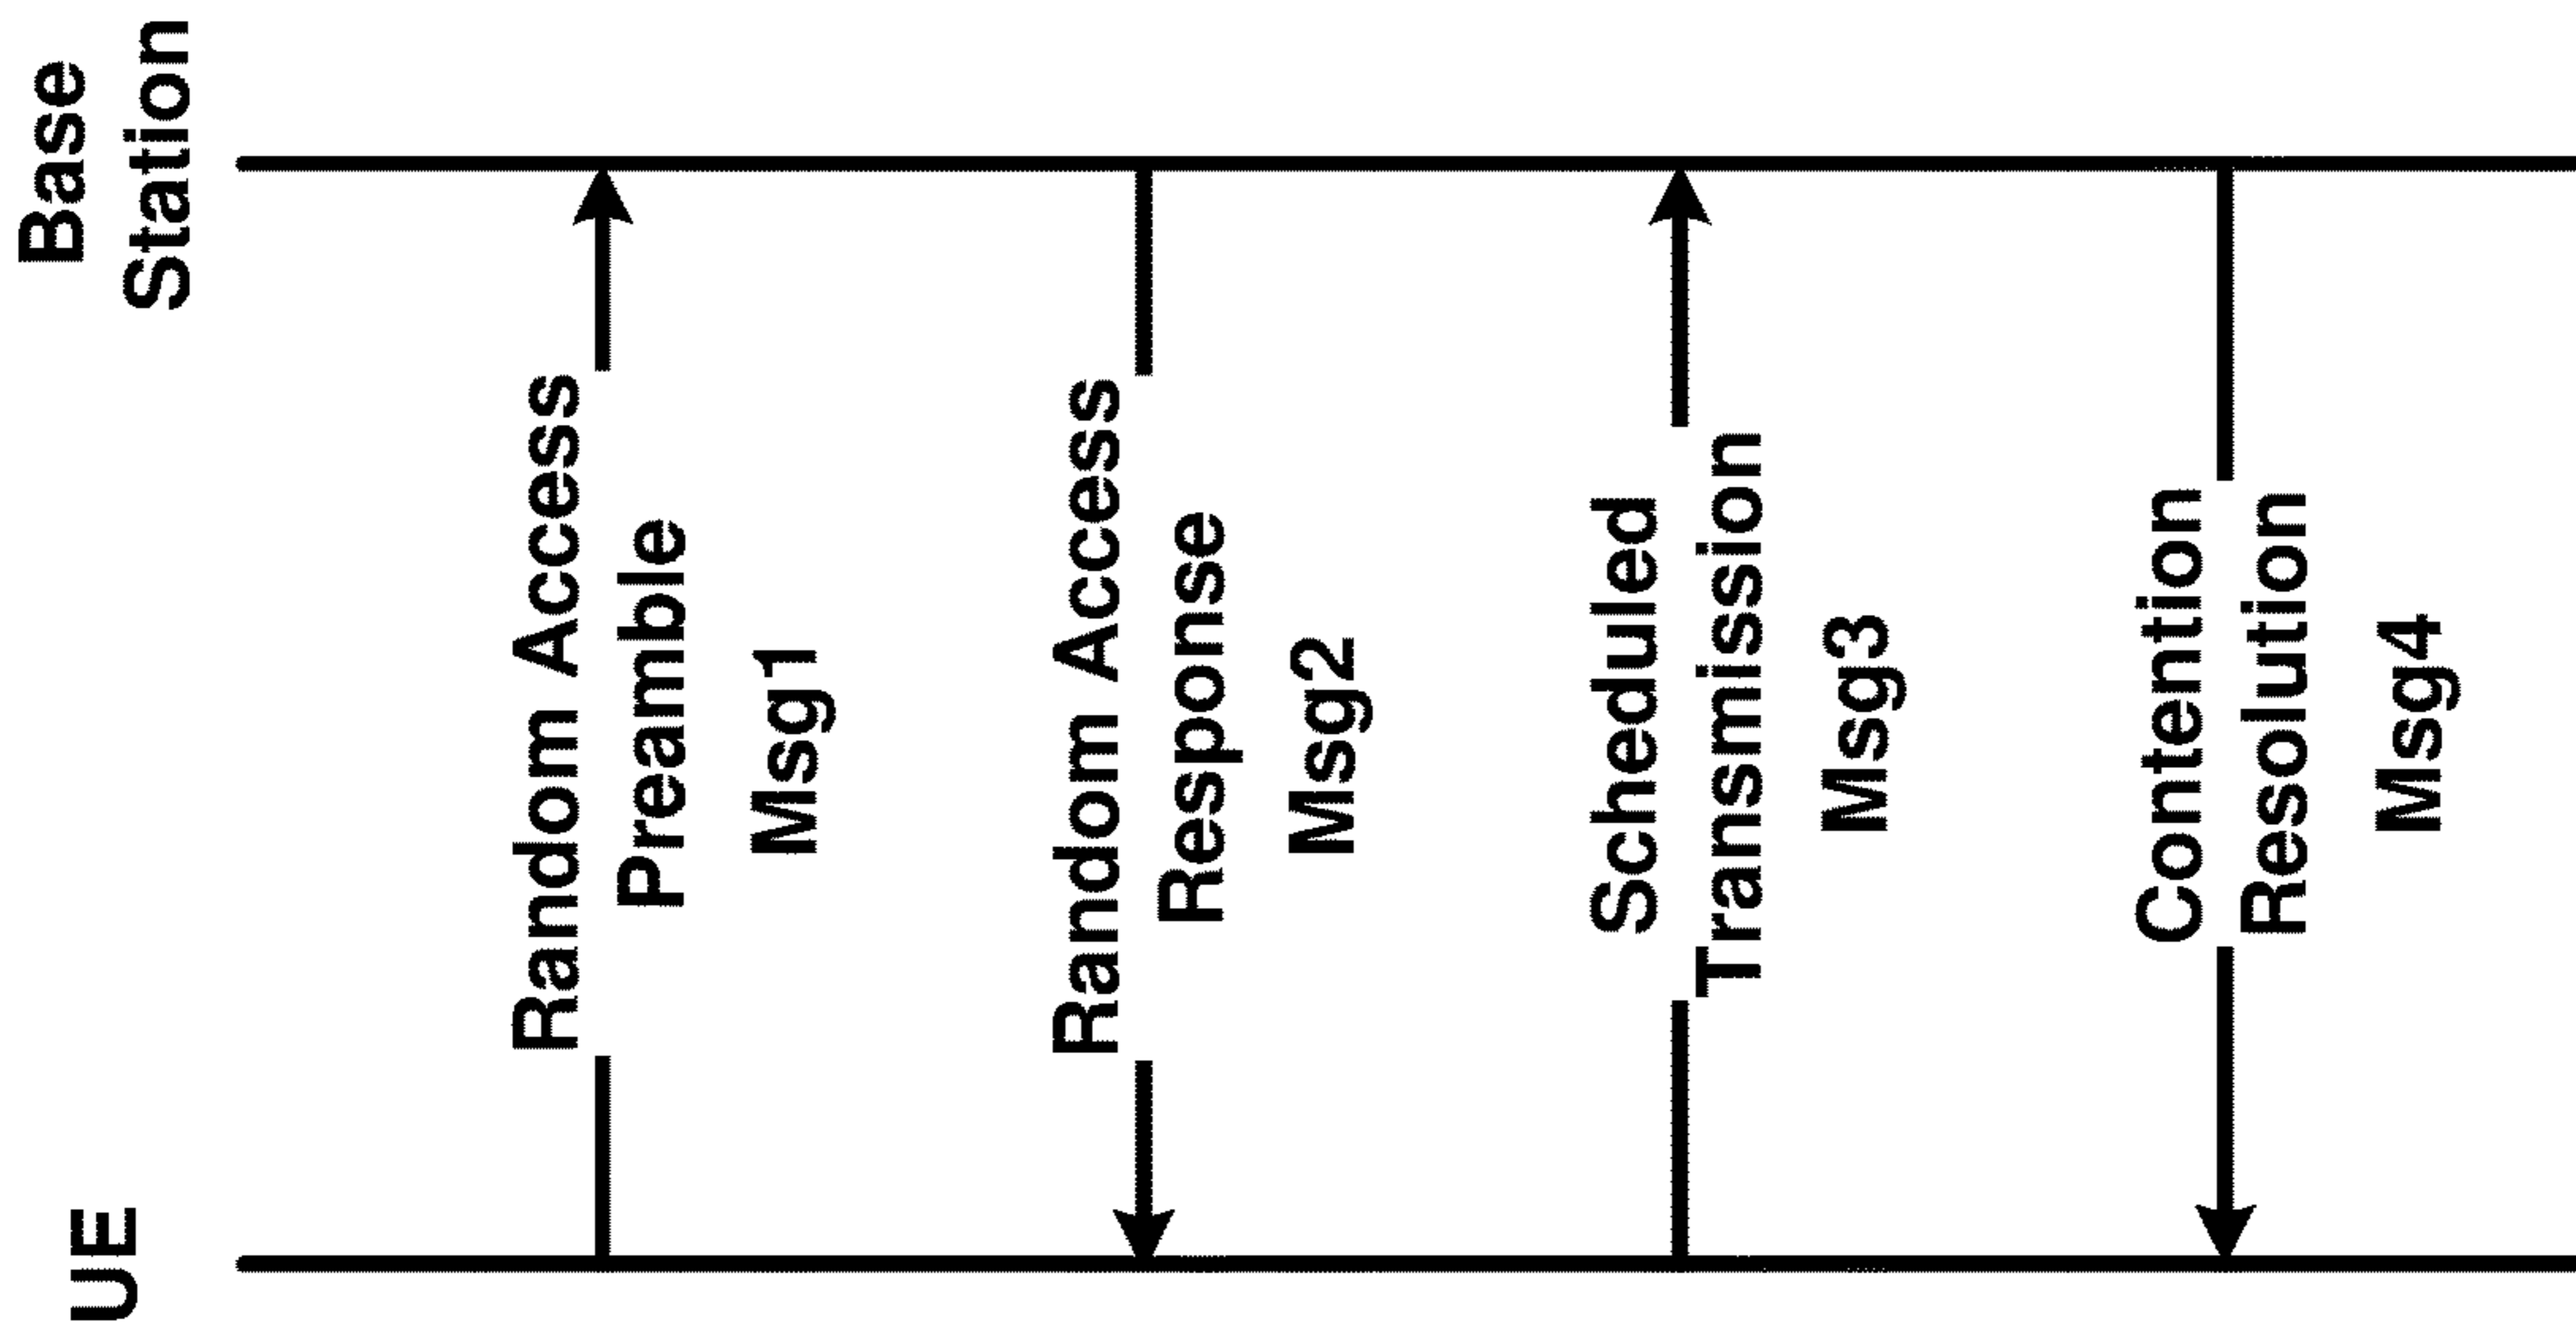 UE
Base
Station
Random Access
Preamble
Msg1
Random Access
Response
Msg2
Scheduled
Transmission
Msg3
Contention
Resolution
Msg4